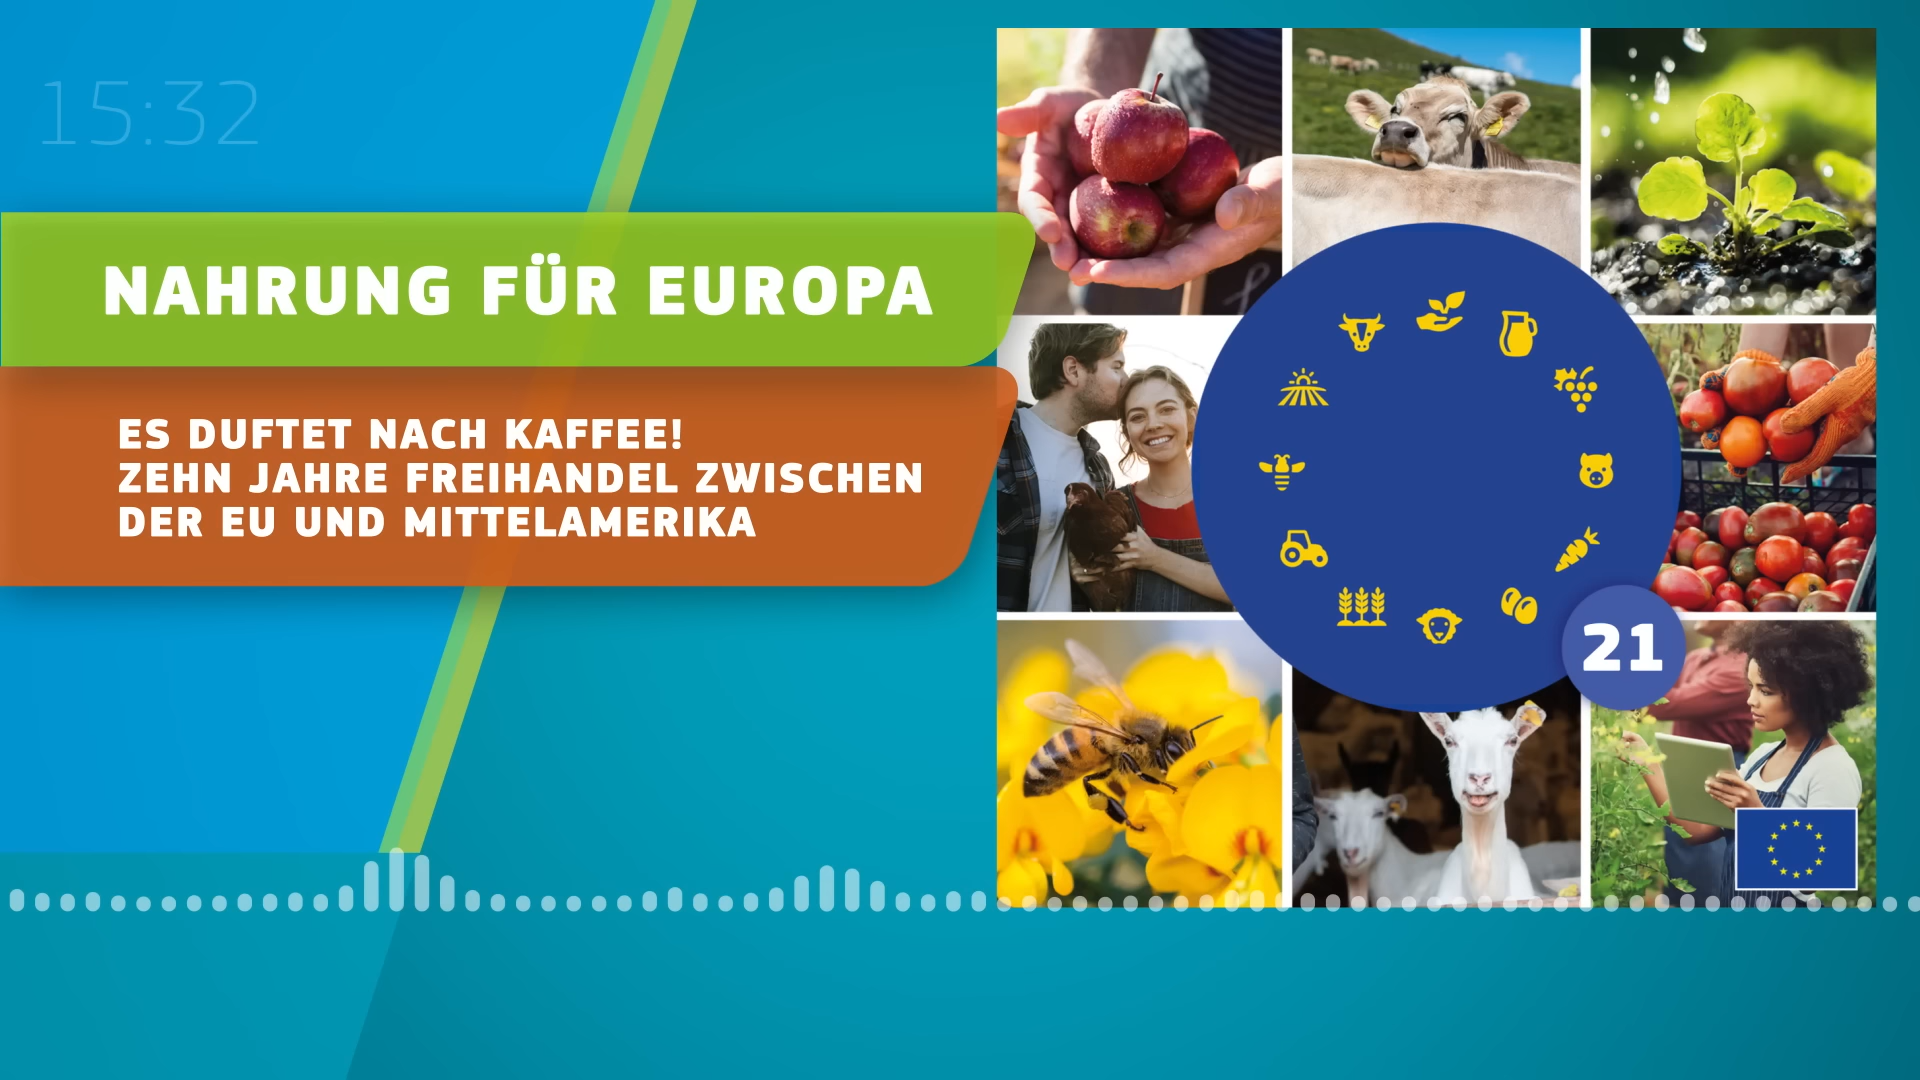 15:32
NAHRUNG FÜR EUROPA
ES DUFTET NACH KAFFEE!
ZEHN JAHRE FREIHANDEL ZWISCHEN
DER EU UND MITTELAMERIKA
21